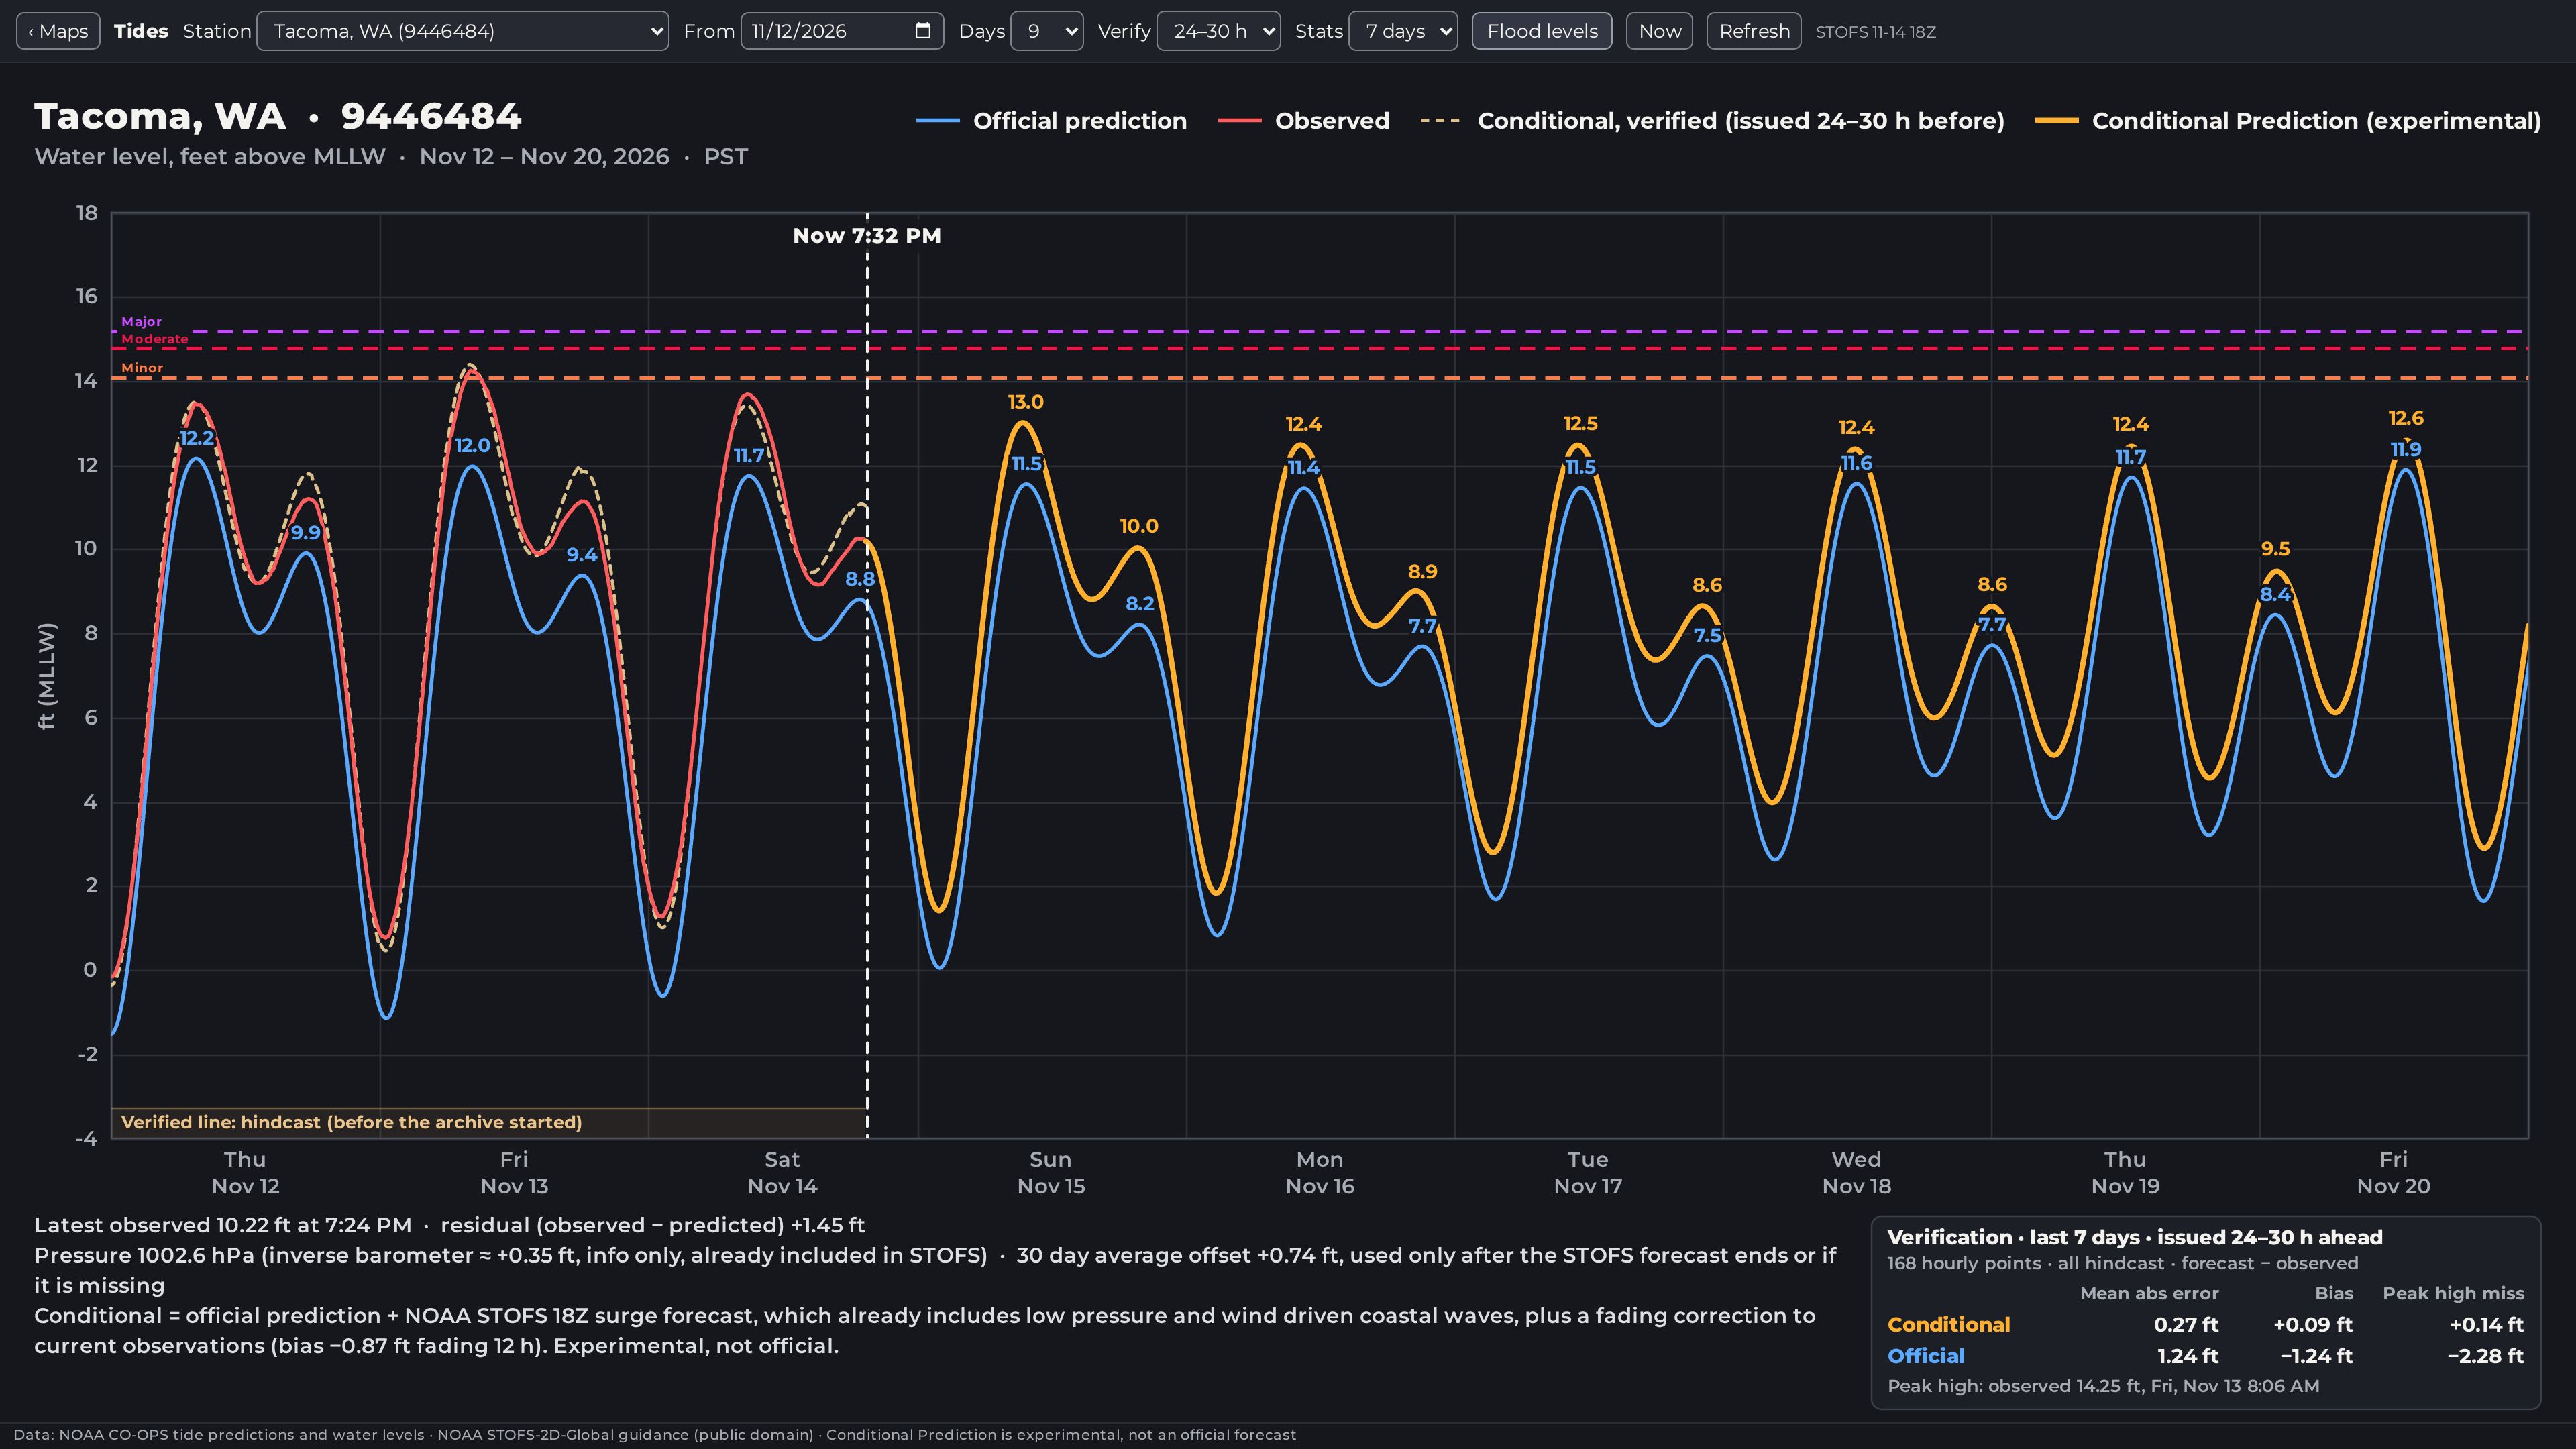 ‹ Maps Tides Station Tacoma, WA (9446484) From 11/12/2026 Days 9 Verify 24–30 h Stats 7 days Flood levels Now Refresh STOFS 11-14 18Z
Tacoma, WA · 9446484
Water level, feet above MLLW · Nov 12 – Nov 20, 2026 · PST
Official prediction Observed Conditional, verified (issued 24–30 h before) Conditional Prediction (experimental)
Now 7:32 PM
18
16
14
12
10
8
6
4
2
0
-2
-4
ft (MLLW)
Major
Moderate
Minor
12.2
9.9
12.0
9.4
11.7
8.8
13.0
11.5
10.0
8.2
12.4
11.4
8.9
7.7
12.5
11.5
8.6
7.5
12.4
11.6
8.6
7.7
12.4
11.7
9.5
8.4
12.6
11.9
Verified line: hindcast (before the archive started)
Thu Fri Sat Sun Mon Tue Wed Thu Fri
Nov 12 Nov 13 Nov 14 Nov 15 Nov 16 Nov 17 Nov 18 Nov 19 Nov 20
Latest observed 10.22 ft at 7:24 PM · residual (observed − predicted) +1.45 ft
Pressure 1002.6 hPa (inverse barometer ≈ +0.35 ft, info only, already included in STOFS) · 30 day average offset +0.74 ft, used only after the STOFS forecast ends or if
it is missing
Conditional = official prediction + NOAA STOFS 18Z surge forecast, which already includes low pressure and wind driven coastal waves, plus a fading correction to
current observations (bias −0.87 ft fading 12 h). Experimental, not official.
Verification · last 7 days · issued 24–30 h ahead
168 hourly points · all hindcast · forecast − observed
Mean abs error Bias Peak high miss
Conditional 0.27 ft +0.09 ft +0.14 ft
Official 1.24 ft −1.24 ft −2.28 ft
Peak high: observed 14.25 ft, Fri, Nov 13 8:06 AM
Data: NOAA CO-OPS tide predictions and water levels · NOAA STOFS-2D-Global guidance (public domain) · Conditional Prediction is experimental, not an official forecast